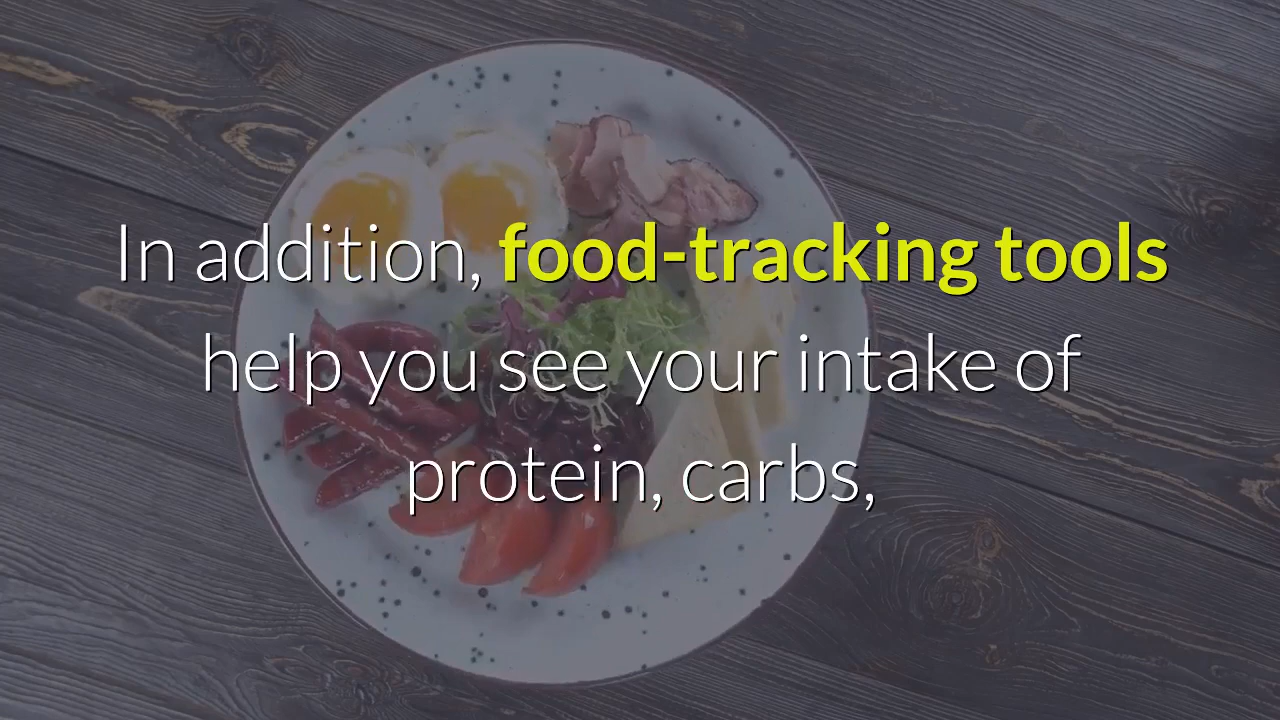 In addition, food-tracking tools
help you see your intake of
protein, carbs,